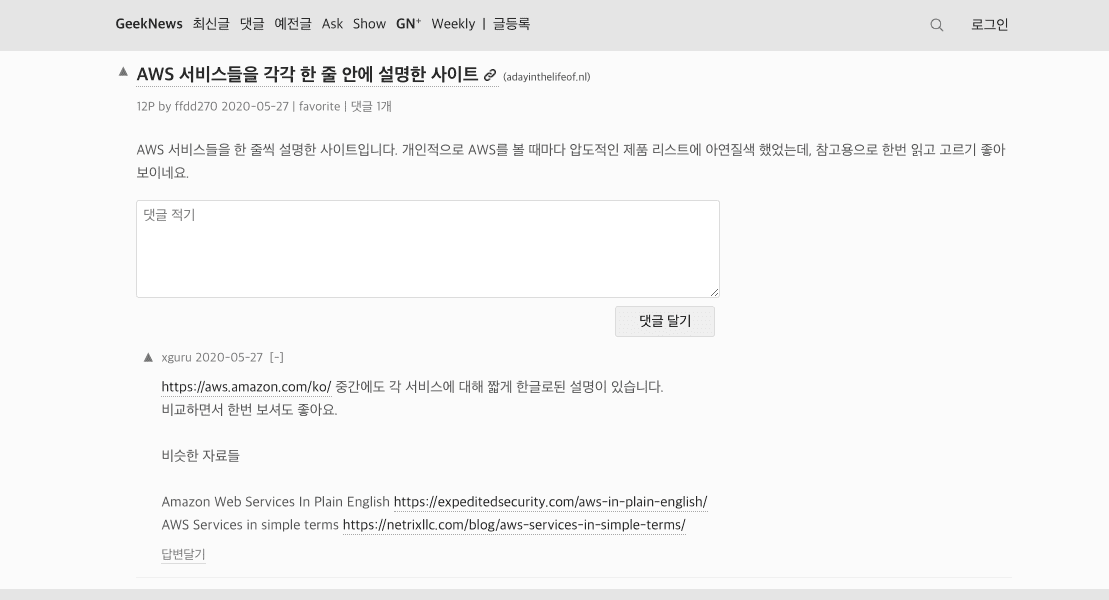 GeekNews 최신글 댓글 예전글 Ask Show GN⁺ Weekly | 글등록 로그인
▲ AWS 서비스들을 각각 한 줄 안에 설명한 사이트 (adayinthelifeof.nl)
12P by ffdd270 2020-05-27 | favorite | 댓글 1개
AWS 서비스들을 한 줄씩 설명한 사이트입니다. 개인적으로 AWS를 볼 때마다 압도적인 제품 리스트에 아연질색 했었는데, 참고용으로 한번 읽고 고르기 좋아
보이네요.
댓글 적기
댓글 달기
▲ xguru 2020-05-27 [-]
https://aws.amazon.com/ko/ 중간에도 각 서비스에 대해 짧게 한글로된 설명이 있습니다.
비교하면서 한번 보셔도 좋아요.
비슷한 자료들
Amazon Web Services In Plain English https://expeditedsecurity.com/aws-in-plain-english/
AWS Services in simple terms https://netrixllc.com/blog/aws-services-in-simple-terms/
답변달기